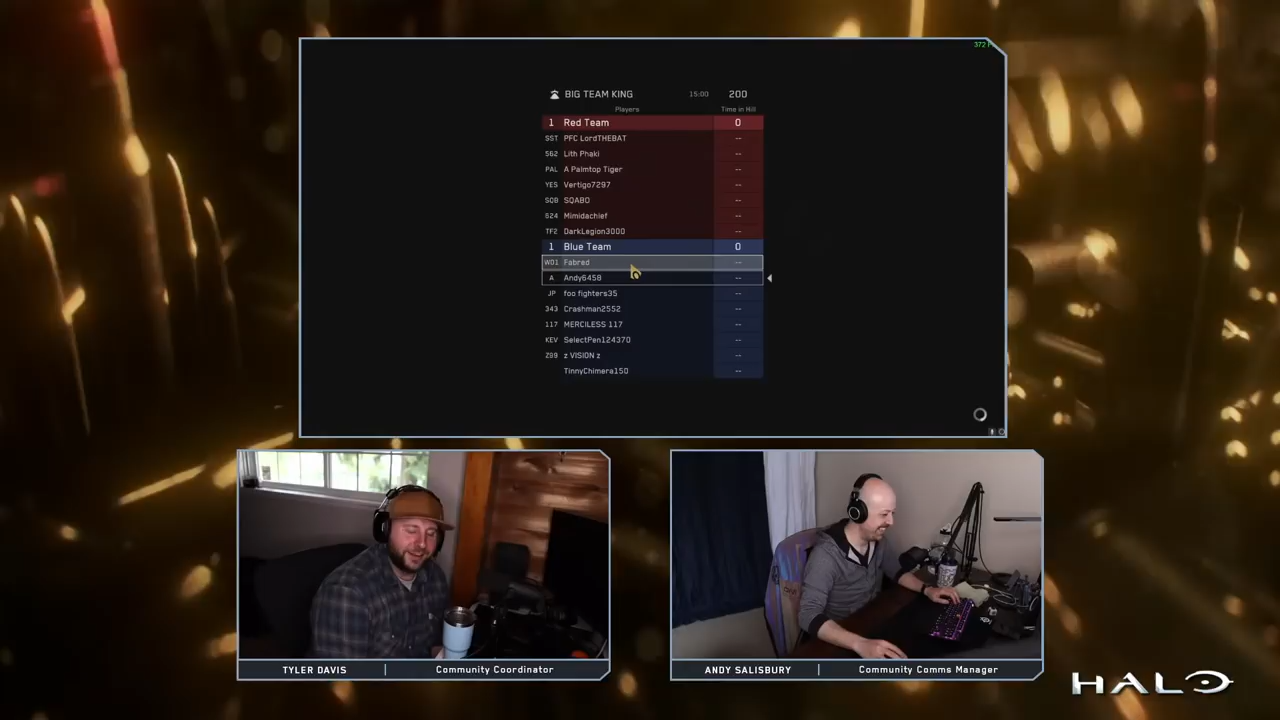 372 F
BIG TEAM KING 15:00 200
Players Time in Hill
1 Red Team 0
SST PFC LordTHEBAT --
562 Lith Phaki --
PAL A Palmtop Tiger --
YES Vertigo7297 --
SQB SQABO --
S24 Mimidachief --
TF2 DarkLegion3000 --
1 Blue Team 0
WD1 Fabred --
A Andy6458 --
JP foo fighters35 --
343 Crashman2552 --
117 MERCILESS 117 --
KEV SelectPen124370 --
Z99 z VISION z --
TinnyChimera150 --
TYLER DAVIS Community Coordinator
ANDY SALISBURY Community Comms Manager
HALO